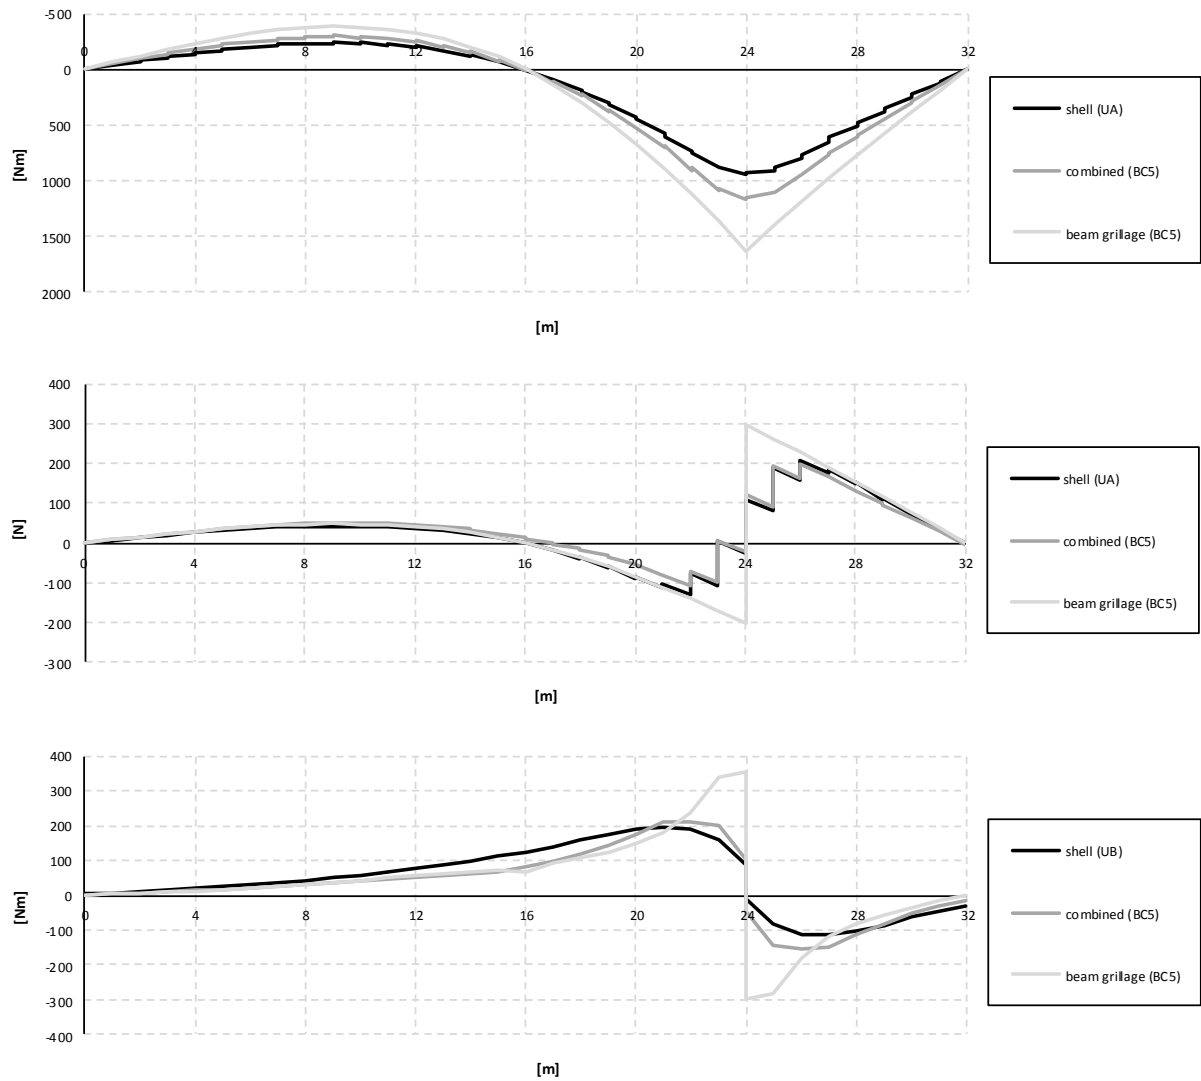 -500
0 4 8 12 16 20 24 28 32
0
500
1000
1500
2000
[Nm]
[m]
shell (UA)
combined (BC5)
beam grillage (BC5)
400
300
200
100
0
0 4 8 12 16 20 24 28 32
-100
-200
-300
[N]
[m]
shell (UA)
combined (BC5)
beam grillage (BC5)
400
300
200
100
0
0 4 8 12 16 20 24 28 32
-100
-200
-300
-400
[Nm]
[m]
shell (UB)
combined (BC5)
beam grillage (BC5)